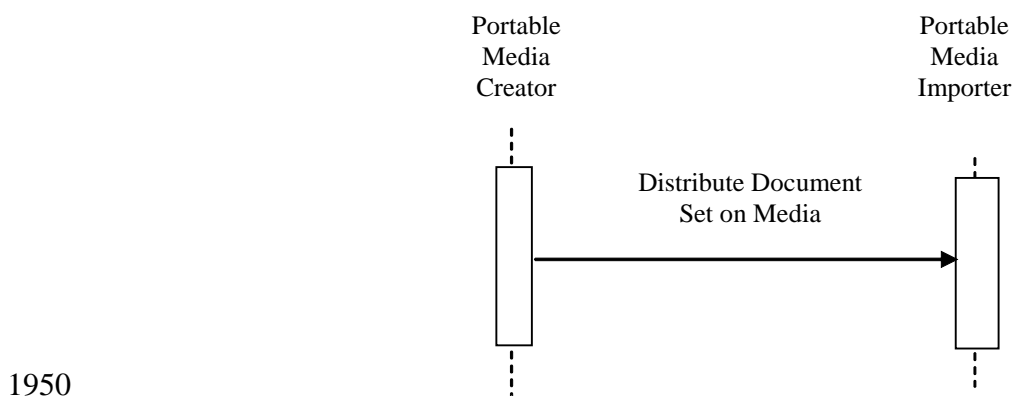 Portable
Media
Creator
Portable
Media
Importer
Distribute Document
Set on Media
1950